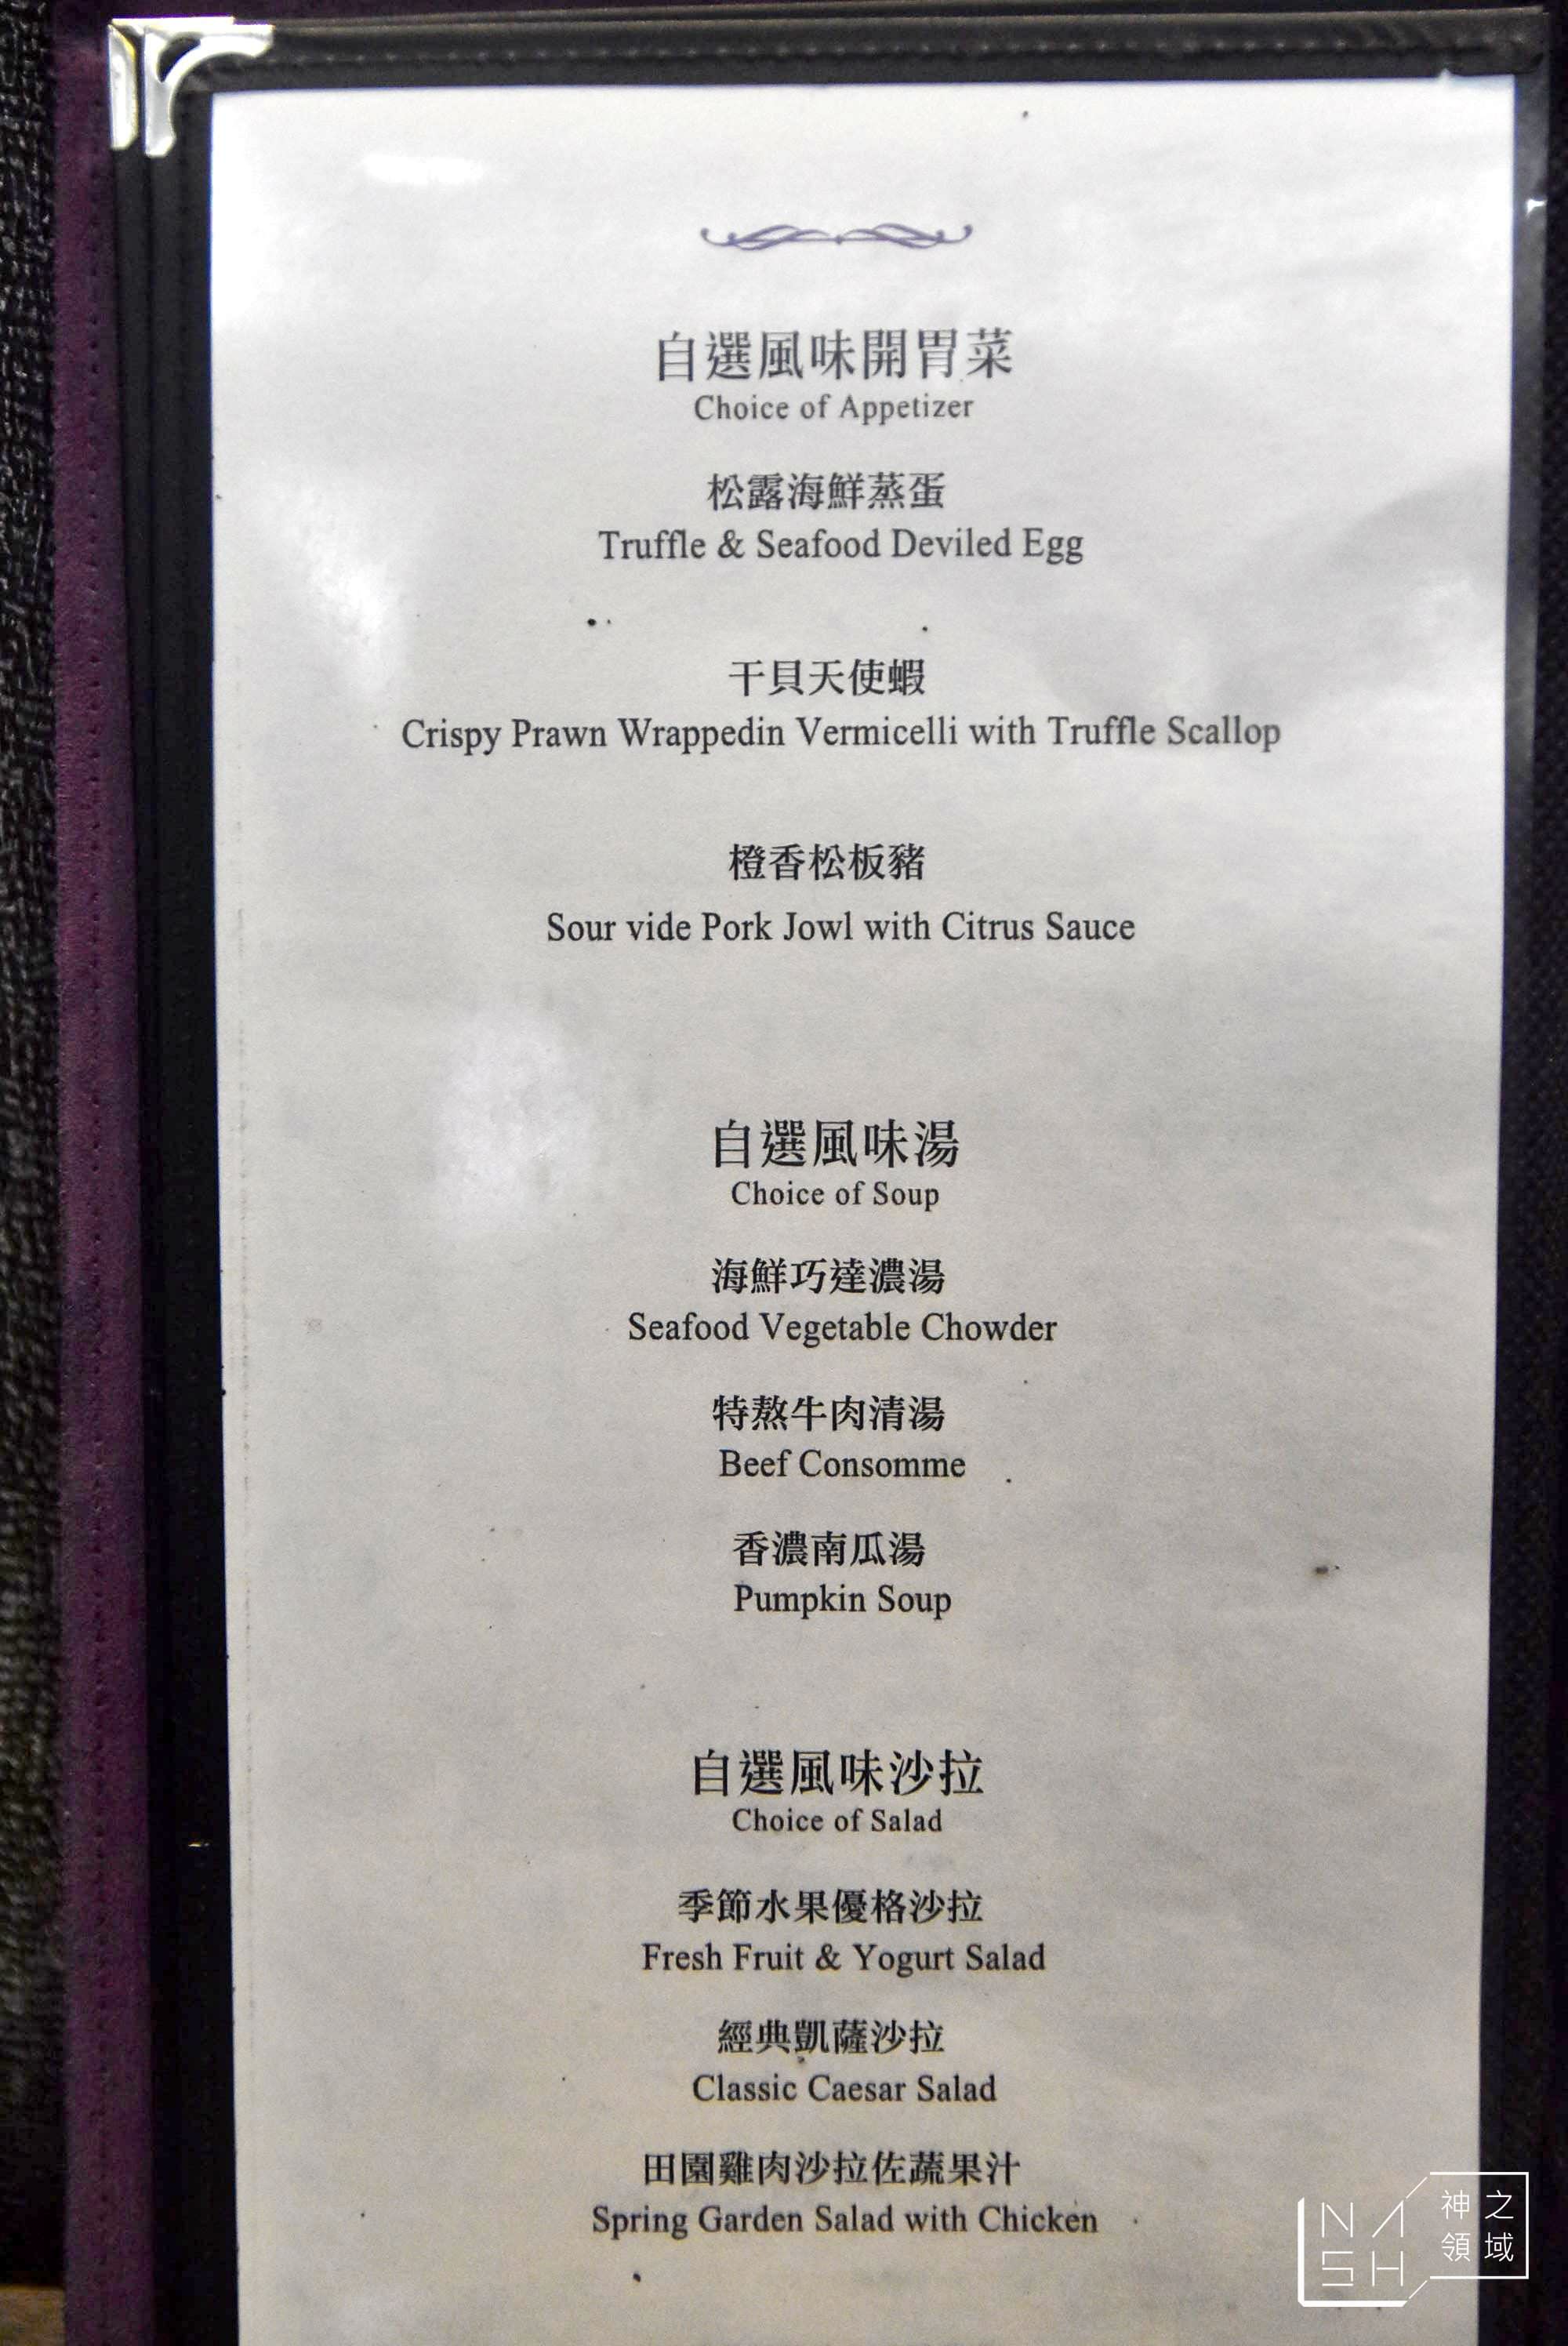 自選風味開胃菜
Choice of Appetizer
松露海鮮蒸蛋
Truffle & Seafood Deviled Egg
干貝天使蝦
Crispy Prawn Wrappedin Vermicelli with Truffle Scallop
橙香松板豬
Sour vide Pork Jowl with Citrus Sauce
自選風味湯
Choice of Soup
海鮮巧達濃湯
Seafood Vegetable Chowder
特熬牛肉清湯
Beef Consomme
香濃南瓜湯
Pumpkin Soup
自選風味沙拉
Choice of Salad
季節水果優格沙拉
Fresh Fruit & Yogurt Salad
經典凱薩沙拉
Classic Caesar Salad
田園雞肉沙拉佐蔬果汁
Spring Garden Salad with Chicken
NASH
神之
領域